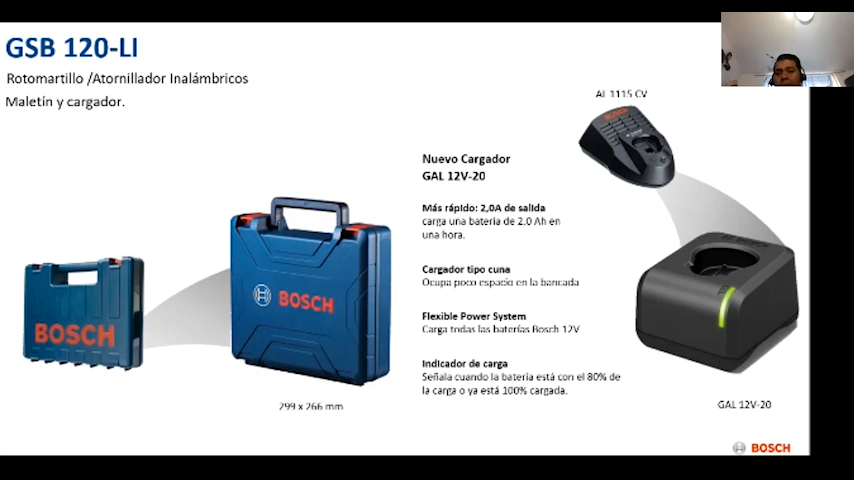 GSB 120-LI
Rotomartillo /Atornillador Inalámbricos
Maletín y cargador.
AL 1115 CV
BOSCH
Nuevo Cargador
GAL 12V-20
Más rápido: 2,0A de salida
carga una bateria de 2.0 Ah en
una hora.
Cargador tipo cuna
Ocupa poco espacio en la bancada
Flexible Power System
Carga todas las baterías Bosch 12V
Indicador de carga
Señala cuando la bateria está con el 80% de
la carga o ya está 100% cargada.
BOSCH
BOSCH
299 x 266 mm
GAL 12V-20
BOSCH